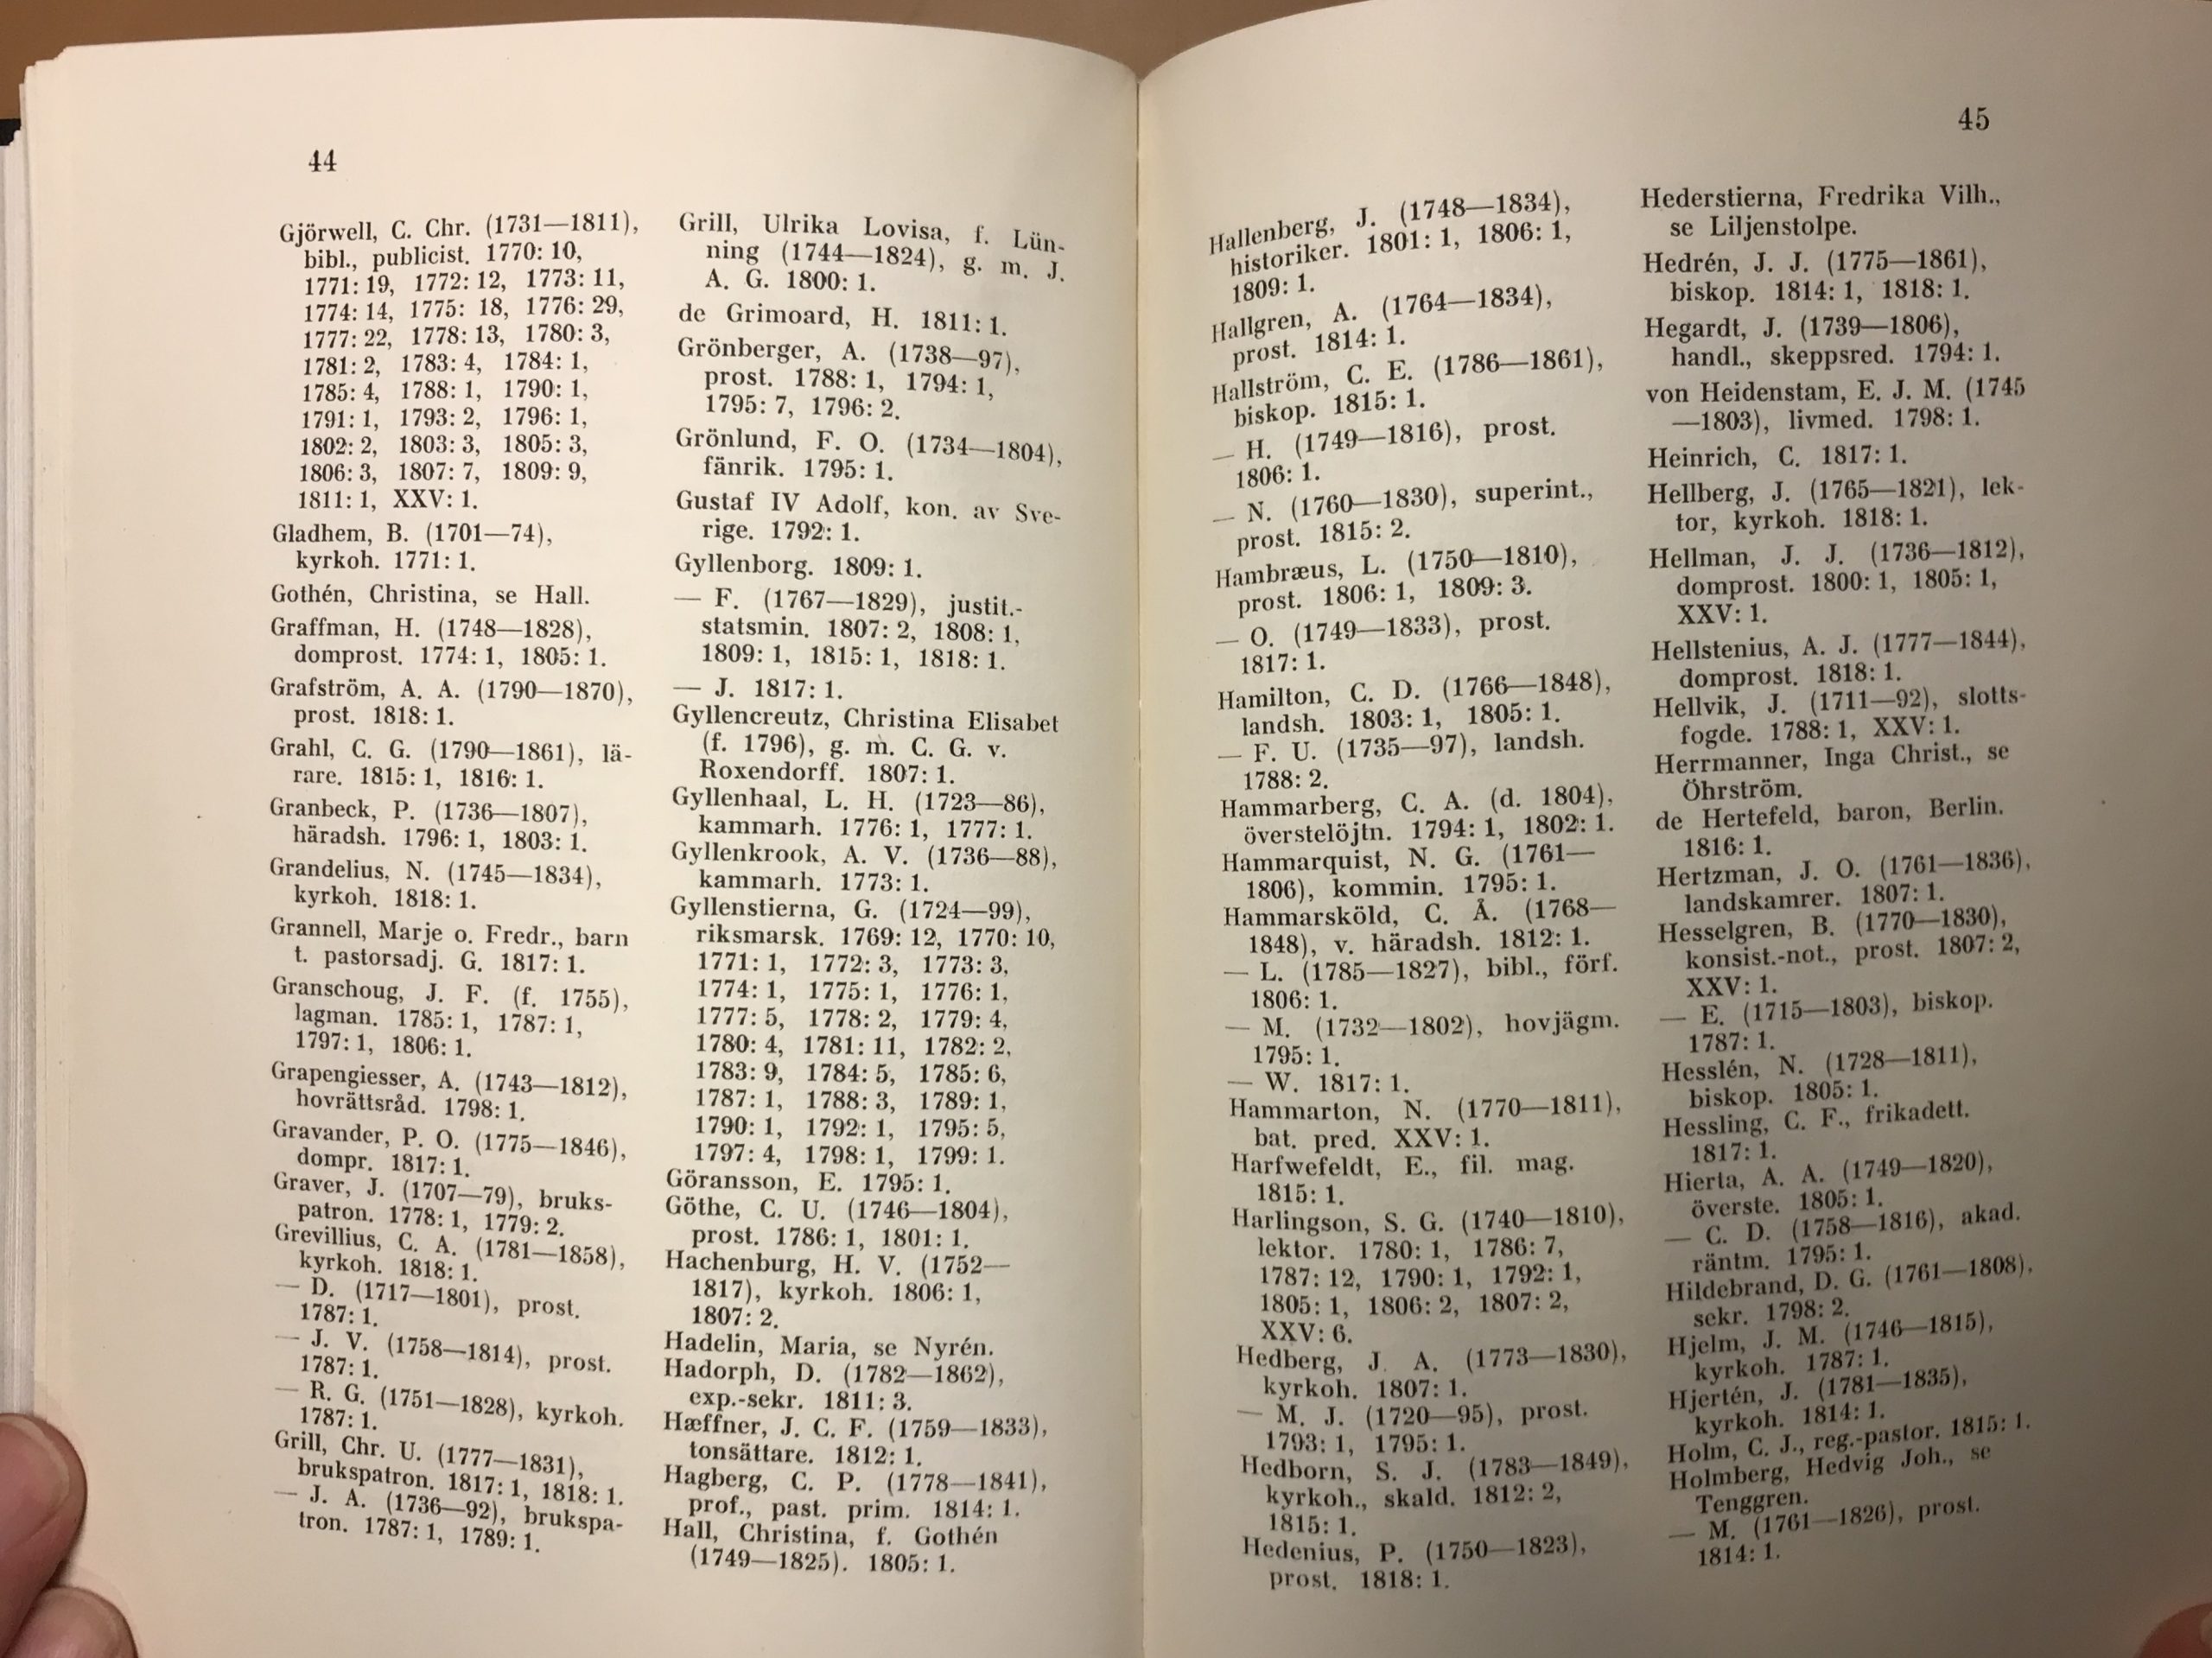 44
Gjörwell, C. Chr. (1731—1811),
bibl., publicist. 1770: 10,
1771: 19, 1772: 12, 1773: 11,
1774: 14, 1775: 18, 1776: 29,
1777: 22, 1778: 13, 1780: 3,
1781: 2, 1783: 4, 1784: 1,
1785: 4, 1788: 1, 1790: 1,
1791: 1, 1793: 2, 1796: 1,
1802: 2, 1803: 3, 1805: 3,
1806: 3, 1807: 7, 1809: 9,
1811: 1, XXV: 1.
Gladhem, B. (1701—74),
kyrkoh. 1771: 1.
Gothén, Christina, se Hall.
Graffman, H. (1748—1828),
domprost. 1774: 1, 1805: 1.
Grafström, A. A. (1790—1870),
prost. 1818: 1.
Grahl, C. G. (1790—1861), lä-
rare. 1815: 1, 1816: 1.
Granbeck, P. (1736—1807),
häradsh. 1796: 1, 1803: 1.
Grandelius, N. (1745—1834),
kyrkoh. 1818: 1.
Grannell, Marje o. Fredr., barn
t. pastorsadj. G. 1817: 1.
Granschoug, J. F. (f. 1755),
lagman. 1785: 1, 1787: 1,
1797: 1, 1806: 1.
Grapengiesser, A. (1743—1812),
hovrättsråd. 1798: 1.
Gravander, P. O. (1775—1846),
dompr. 1817: 1.
Graver, J. (1707—79), bruks-
patron. 1778: 1, 1779: 2.
Grevillius, C. A. (1781—1858),
kyrkoh. 1818: 1.
— D. (1717—1801), prost.
1787: 1.
— J. V. (1758—1814), prost.
1787: 1.
— R. G. (1751—1828), kyrkoh.
1787: 1.
Grill, Chr. U. (1777—1831),
brukspatron. 1817: 1, 1818: 1.
— J. A. (1736—92), brukspa-
tron. 1787: 1, 1789: 1.
Grill, Ulrika Lovisa, f. Lün-
ning (1744—1824), g. m. J.
A. G. 1800: 1.
de Grimoard, H. 1811: 1.
Grönberger, A. (1738—97),
prost. 1788: 1, 1794: 1,
1795: 7, 1796: 2.
Grönlund, F. O. (1734—1804),
fänrik. 1795: 1.
Gustaf IV Adolf, kon. av Sve-
rige. 1792: 1.
Gyllenborg. 1809: 1.
— F. (1767—1829), justit.-
statsmin. 1807: 2, 1808: 1,
1809: 1, 1815: 1, 1818: 1.
— J. 1817: 1.
Gyllencreutz, Christina Elisabet
(f. 1796), g. m. C. G. v.
Roxendorff. 1807: 1.
Gyllenhaal, L. H. (1723—86),
kammarh. 1776: 1, 1777: 1.
Gyllenkrook, A. V. (1736—88),
kammarh. 1773: 1.
Gyllenstierna, G. (1724—99),
riksmarsk. 1769: 12, 1770: 10,
1771: 1, 1772: 3, 1773: 3,
1774: 1, 1775: 1, 1776: 1,
1777: 5, 1778: 2, 1779: 4,
1780: 4, 1781: 11, 1782: 2,
1783: 9, 1784: 5, 1785: 6,
1787: 1, 1788: 3, 1789: 1,
1790: 1, 1792: 1, 1795: 5,
1797: 4, 1798: 1, 1799: 1.
Göransson, E. 1795: 1.
Göthe, C. U. (1746—1804),
prost. 1786: 1, 1801: 1.
Hachenburg, H. V. (1752—
1817), kyrkoh. 1806: 1,
1807: 2.
Hadelin, Maria, se Nyrén.
Hadorph, D. (1782—1862),
exp.-sekr. 1811: 3.
Hæffner, J. C. F. (1759—1833),
tonsättare. 1812: 1.
Hagberg, C. P. (1778—1841),
prof., past. prim. 1814: 1.
Hall, Christina, f. Gothén
(1749—1825). 1805: 1.
45
Hallenberg, J. (1748—1834),
historiker. 1801: 1, 1806: 1,
1809: 1.
Hallgren, A. (1764—1834),
prost. 1814: 1.
Hallström, C. E. (1786—1861),
biskop. 1815: 1.
— H. (1749—1816), prost.
1806: 1.
— N. (1760—1830), superint.,
prost. 1815: 2.
Hambræus, L. (1750—1810),
prost. 1806: 1, 1809: 3.
— O. (1749—1833), prost.
1817: 1.
Hamilton, C. D. (1766—1848),
landsh. 1803: 1, 1805: 1.
— F. U. (1735—97), landsh.
1788: 2.
Hammarberg, C. A. (d. 1804),
överstelöjtn. 1794: 1, 1802: 1.
Hammarquist, N. G. (1761—
1806), kommin. 1795: 1.
Hammarsköld, C. Å. (1768—
1848), v. häradsh. 1812: 1.
— L. (1785—1827), bibl., förf.
1806: 1.
— M. (1732—1802), hovjägm.
1795: 1.
— W. 1817: 1.
Hammarton, N. (1770—1811),
bat. pred. XXV: 1.
Harfwefeldt, E., fil. mag.
1815: 1.
Harlingson, S. G. (1740—1810),
lektor. 1780: 1, 1786: 7,
1787: 12, 1790: 1, 1792: 1,
1805: 1, 1806: 2, 1807: 2,
XXV: 6.
Hedberg, J. A. (1773—1830),
kyrkoh. 1807: 1.
— M. J. (1720—95), prost.
1793: 1, 1795: 1.
Hedborn, S. J. (1783—1849),
kyrkoh., skald. 1812: 2,
1815: 1.
Hedenius, P. (1750—1823),
prost. 1818: 1.
Hederstierna, Fredrika Vilh.,
se Liljenstolpe.
Hedrén, J. J. (1775—1861),
biskop. 1814: 1, 1818: 1.
Hegardt, J. (1739—1806),
handl., skeppsred. 1794: 1.
von Heidenstam, E. J. M. (1745
—1803), livmed. 1798: 1.
Heinrich, C. 1817: 1.
Hellberg, J. (1765—1821), lek-
tor, kyrkoh. 1818: 1.
Hellman, J. J. (1736—1812),
domprost. 1800: 1, 1805: 1,
XXV: 1.
Hellstenius, A. J. (1777—1844),
domprost. 1818: 1.
Hellvik, J. (1711—92), slotts-
fogde. 1788: 1, XXV: 1.
Herrmanner, Inga Christ., se
Öhrström.
de Hertefeld, baron, Berlin.
1816: 1.
Hertzman, J. O. (1761—1836),
landskamrer. 1807: 1.
Hesselgren, B. (1770—1830),
konsist.-not., prost. 1807: 2,
XXV: 1.
— E. (1715—1803), biskop.
1787: 1.
Hesslén, N. (1728—1811),
biskop. 1805: 1.
Hessling, C. F., frikadett.
1817: 1.
Hierta, A. A. (1749—1820),
överste. 1805: 1.
— C. D. (1758—1816), akad.
räntm. 1795: 1.
Hildebrand, D. G. (1761—1808),
sekr. 1798: 2.
Hjelm, J. M. (1746—1815),
kyrkoh. 1787: 1.
Hjertén, J. (1781—1835),
kyrkoh. 1814: 1.
Holm, C. J., reg.-pastor. 1815: 1.
Holmberg, Hedvig Joh., se
Tenggren.
— M. (1761—1826), prost.
1814: 1.